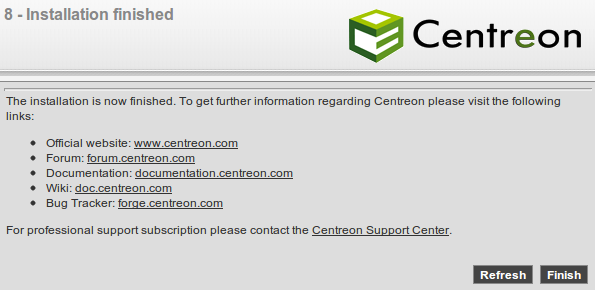 8 - Installation finished
Centreon
The installation is now finished. To get further information regarding Centreon please visit the following
links:
Official website: www.centreon.com
Forum: forum.centreon.com
Documentation: documentation.centreon.com
Wiki: doc.centreon.com
Bug Tracker: forge.centreon.com
For professional support subscription please contact the Centreon Support Center.
Refresh Finish